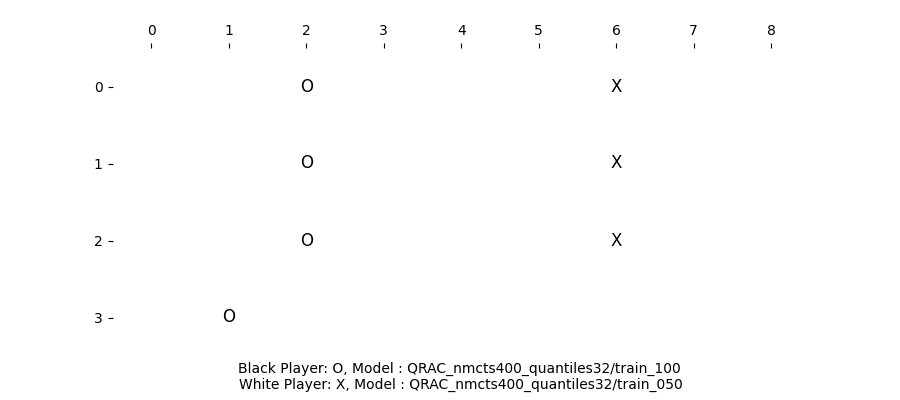 0 1 2 3 4 5 6 7 8
0 O X
1 O X
2 O X
3 O
Black Player: O, Model : QRAC_nmcts400_quantiles32/train_100
White Player: X, Model : QRAC_nmcts400_quantiles32/train_050